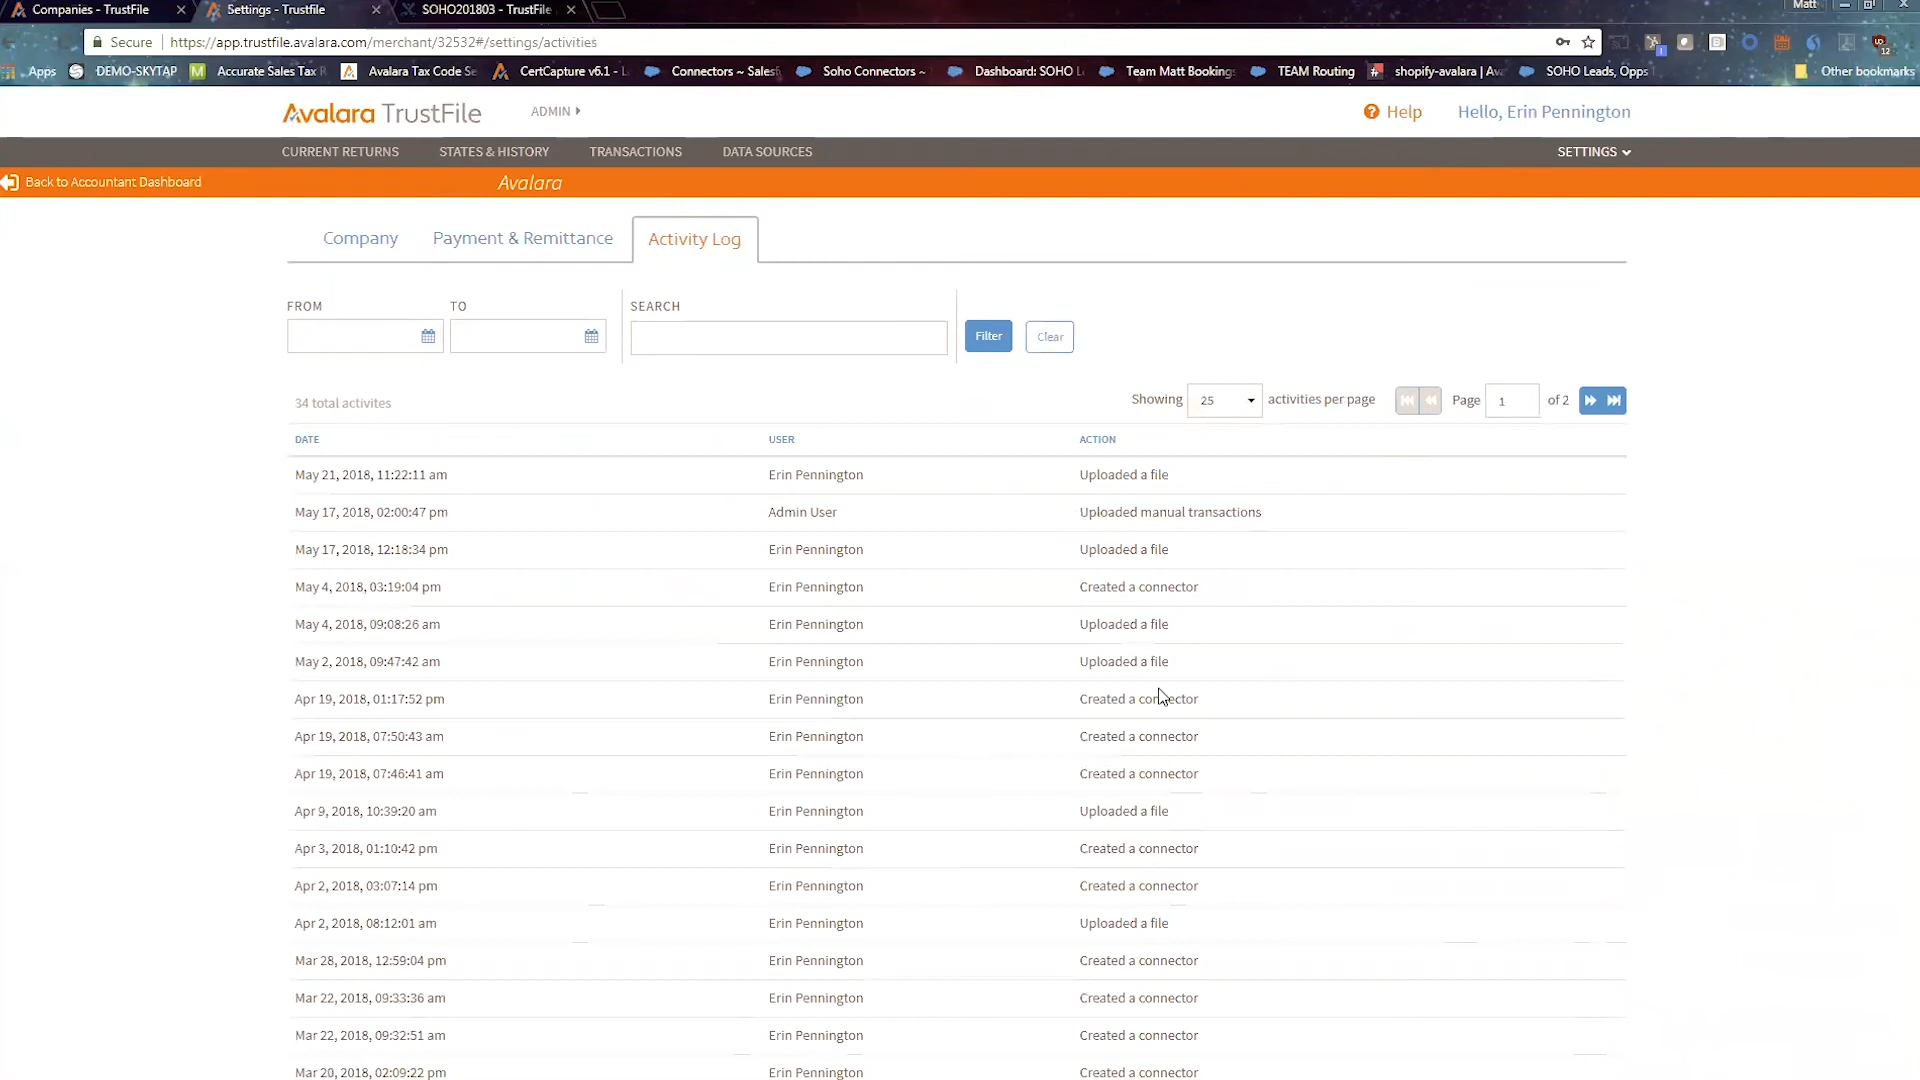 Companies - TrustFile
Settings - Trustfile
SOHO201803 - TrustFile
Matt
Secure
https://app.trustfile.avalara.com/merchant/32532#/settings/activities
12
Apps
DEMO-SKYTAP
Accurate Sales Tax R
Avalara Tax Code Se
CertCapture v6.1 - L
Connectors ~ Salesf
Soho Connectors ~
Dashboard: SOHO L
Team Matt Bookings
TEAM Routing
shopify-avalara | Ava
SOHO Leads, Opps
Other bookmarks
Avalara TrustFile
ADMIN
Help
Hello, Erin Pennington
CURRENT RETURNS
STATES & HISTORY
TRANSACTIONS
DATA SOURCES
SETTINGS
Back to Accountant Dashboard
Avalara
Company
Payment & Remittance
Activity Log
FROM
TO
SEARCH
Filter
Clear
34 total activites
Showing 25 activities per page
Page 1 of 2
DATE USER ACTION
May 21, 2018, 11:22:11 am Erin Pennington Uploaded a file
May 17, 2018, 02:00:47 pm Admin User Uploaded manual transactions
May 17, 2018, 12:18:34 pm Erin Pennington Uploaded a file
May 4, 2018, 03:19:04 pm Erin Pennington Created a connector
May 4, 2018, 09:08:26 am Erin Pennington Uploaded a file
May 2, 2018, 09:47:42 am Erin Pennington Uploaded a file
Apr 19, 2018, 01:17:52 pm Erin Pennington Created a connector
Apr 19, 2018, 07:50:43 am Erin Pennington Created a connector
Apr 19, 2018, 07:46:41 am Erin Pennington Created a connector
Apr 9, 2018, 10:39:20 am Erin Pennington Uploaded a file
Apr 3, 2018, 01:10:42 pm Erin Pennington Created a connector
Apr 2, 2018, 03:07:14 pm Erin Pennington Created a connector
Apr 2, 2018, 08:12:01 am Erin Pennington Uploaded a file
Mar 28, 2018, 12:59:04 pm Erin Pennington Created a connector
Mar 22, 2018, 09:33:36 am Erin Pennington Created a connector
Mar 22, 2018, 09:32:51 am Erin Pennington Created a connector
Mar 20, 2018, 02:09:22 pm Erin Pennington Created a connector